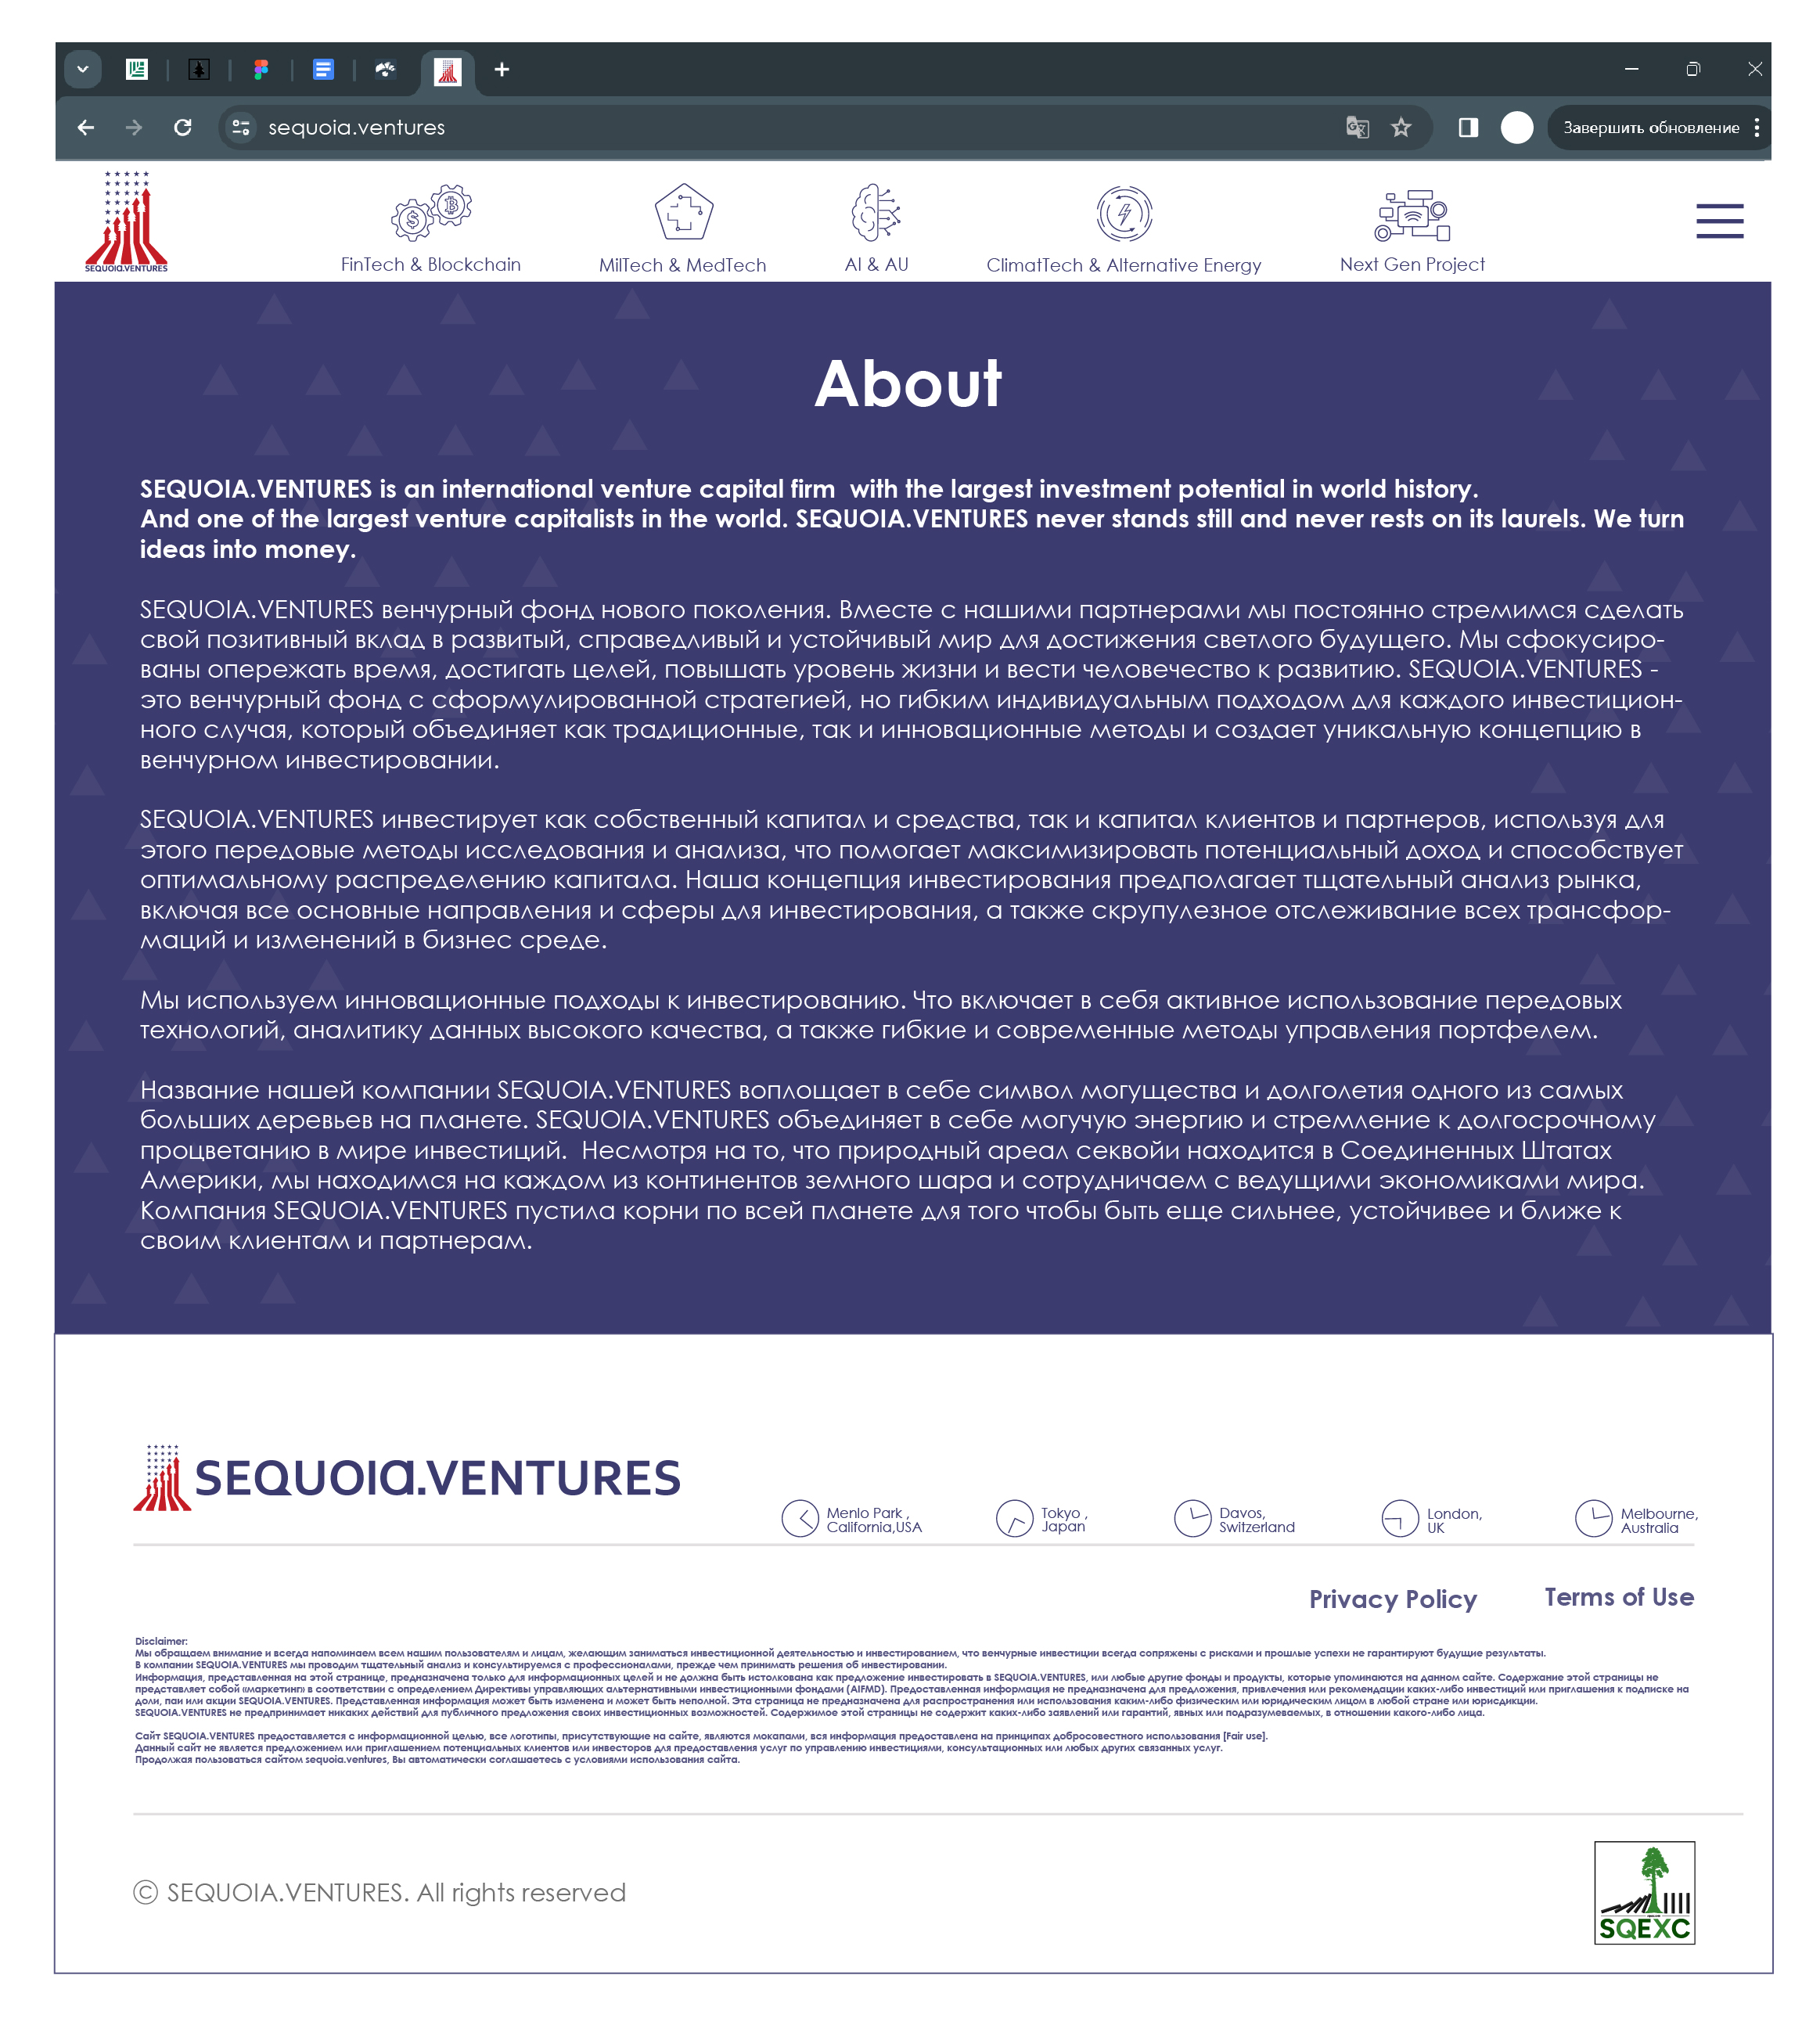 sequoia.ventures
Завершить обновление
SEQUOIA.VENTURES
FinTech & Blockchain
MilTech & MedTech
AI & AU
ClimatTech & Alternative Energy
Next Gen Project
About
SEQUOIA.VENTURES is an international venture capital firm with the largest investment potential in world history.
And one of the largest venture capitalists in the world. SEQUOIA.VENTURES never stands still and never rests on its laurels. We turn
ideas into money.
SEQUOIA.VENTURES венчурный фонд нового поколения. Вместе с нашими партнерами мы постоянно стремимся сделать
свой позитивный вклад в развитый, справедливый и устойчивый мир для достижения светлого будущего. Мы сфокусиро-
ваны опережать время, достигать целей, повышать уровень жизни и вести человечество к развитию. SEQUOIA.VENTURES -
это венчурный фонд с сформулированной стратегией, но гибким индивидуальным подходом для каждого инвестицион-
ного случая, который объединяет как традиционные, так и инновационные методы и создает уникальную концепцию в
венчурном инвестировании.
SEQUOIA.VENTURES инвестирует как собственный капитал и средства, так и капитал клиентов и партнеров, используя для
этого передовые методы исследования и анализа, что помогает максимизировать потенциальный доход и способствует
оптимальному распределению капитала. Наша концепция инвестирования предполагает тщательный анализ рынка,
включая все основные направления и сферы для инвестирования, а также скрупулезное отслеживание всех трансфор-
маций и изменений в бизнес среде.
Мы используем инновационные подходы к инвестированию. Что включает в себя активное использование передовых
технологий, аналитику данных высокого качества, а также гибкие и современные методы управления портфелем.
Название нашей компании SEQUOIA.VENTURES воплощает в себе символ могущества и долголетия одного из самых
больших деревьев на планете. SEQUOIA.VENTURES объединяет в себе могучую энергию и стремление к долгосрочному
процветанию в мире инвестиций. Несмотря на то, что природный ареал секвойи находится в Соединенных Штатах
Америки, мы находимся на каждом из континентов земного шара и сотрудничаем с ведущими экономиками мира.
Компания SEQUOIA.VENTURES пустила корни по всей планете для того чтобы быть еще сильнее, устойчивее и ближе к
своим клиентам и партнерам.
SEQUOIA.VENTURES
Menlo Park ,
California,USA
Tokyo ,
Japan
Davos,
Switzerland
London,
UK
Melbourne,
Australia
Privacy Policy
Terms of Use
Disclaimer:
Мы обращаем внимание и всегда напоминаем всем нашим пользователям и лицам, желающим заниматься инвестиционной деятельностью и инвестированием, что венчурные инвестиции всегда сопряжены с рисками и прошлые успехи не гарантируют будущие результаты.
В компании SEQUOIA.VENTURES мы проводим тщательный анализ и консультируемся с профессионалами, прежде чем принимать решения об инвестировании.
Информация, представленная на этой странице, предназначена только для информационных целей и не должна быть истолкована как предложение инвестировать в SEQUOIA.VENTURES, или любые другие фонды и продукты, которые упоминаются на данном сайте. Содержание этой страницы не
представляет собой «маркетинг» в соответствии с определением Директивы управляющих альтернативными инвестиционными фондами (AIFMD). Предоставленная информация не предназначена для предложения, привлечения или рекомендации каких-либо инвестиций или приглашения к подписке на
доли, паи или акции SEQUOIA.VENTURES. Представленная информация может быть изменена и может быть неполной. Эта страница не предназначена для распространения или использования каким-либо физическим или юридическим лицом в любой стране или юрисдикции.
SEQUOIA.VENTURES не предпринимает никаких действий для публичного предложения своих инвестиционных возможностей. Содержимое этой страницы не содержит каких-либо заявлений или гарантий, явных или подразумеваемых, в отношении какого-либо лица.
Сайт SEQUOIA.VENTURES предоставляется с информационной целью, все логотипы, присутствующие на сайте, являются мокапами, вся информация предоставлена на принципах добросовестного использования [Fair use].
Данный сайт не является предложением или приглашением потенциальных клиентов или инвесторов для предоставления услуг по управлению инвестициями, консультационных или любых других связанных услуг.
Продолжая пользоваться сайтом sequoia.ventures, Вы автоматически соглашаетесь с условиями использования сайта.
© SEQUOIA.VENTURES. All rights reserved
SQEXC